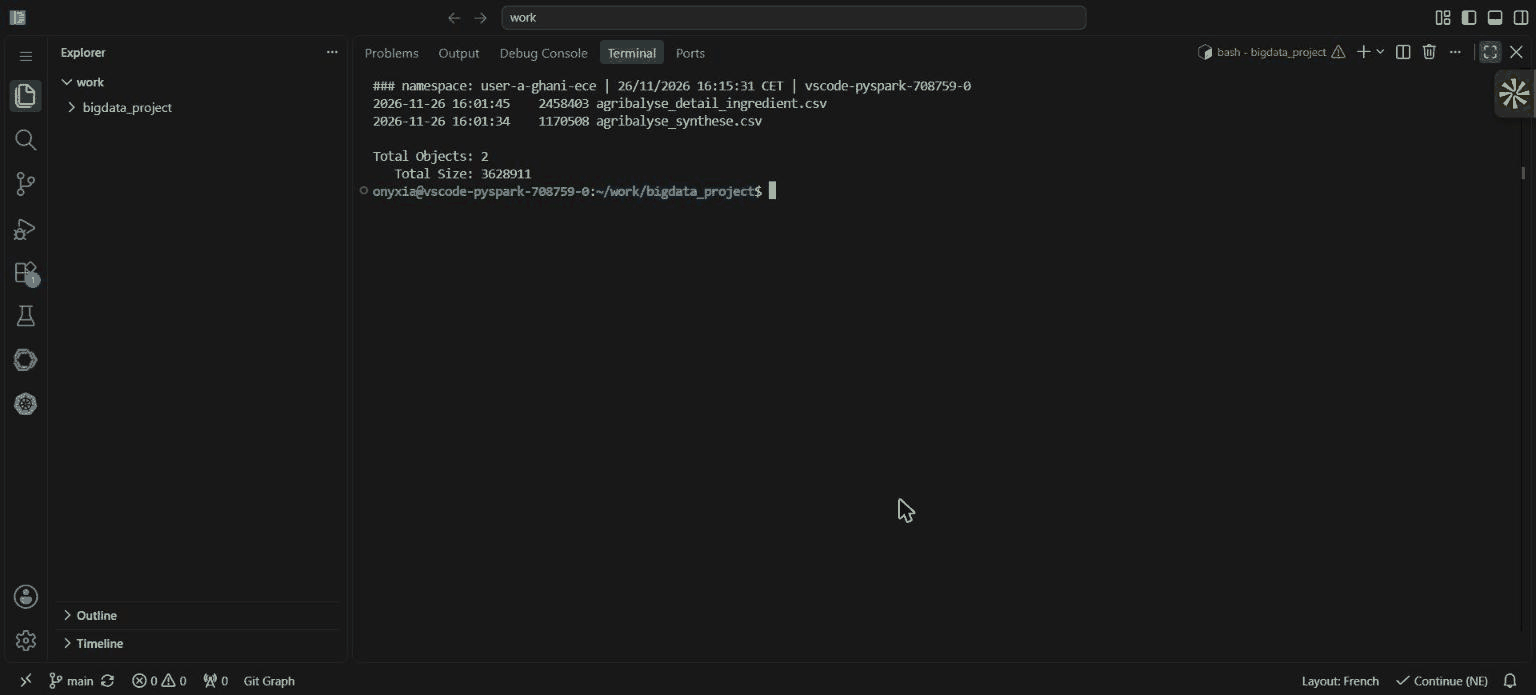 work
Explorer
work
bigdata_project
Outline
Timeline
Problems Output Debug Console Terminal Ports
bash - bigdata_project
### namespace: user-a-ghani-ece | 26/11/2026 16:15:31 CET | vscode-pyspark-708759-0
2026-11-26 16:01:45 2458403 agribalyse_detail_ingredient.csv
2026-11-26 16:01:34 1170508 agribalyse_synthese.csv
Total Objects: 2
Total Size: 3628911
onyxia@vscode-pyspark-708759-0:~/work/bigdata_project$
1
main 0 0 0 Git Graph Layout: French Continue (NE)